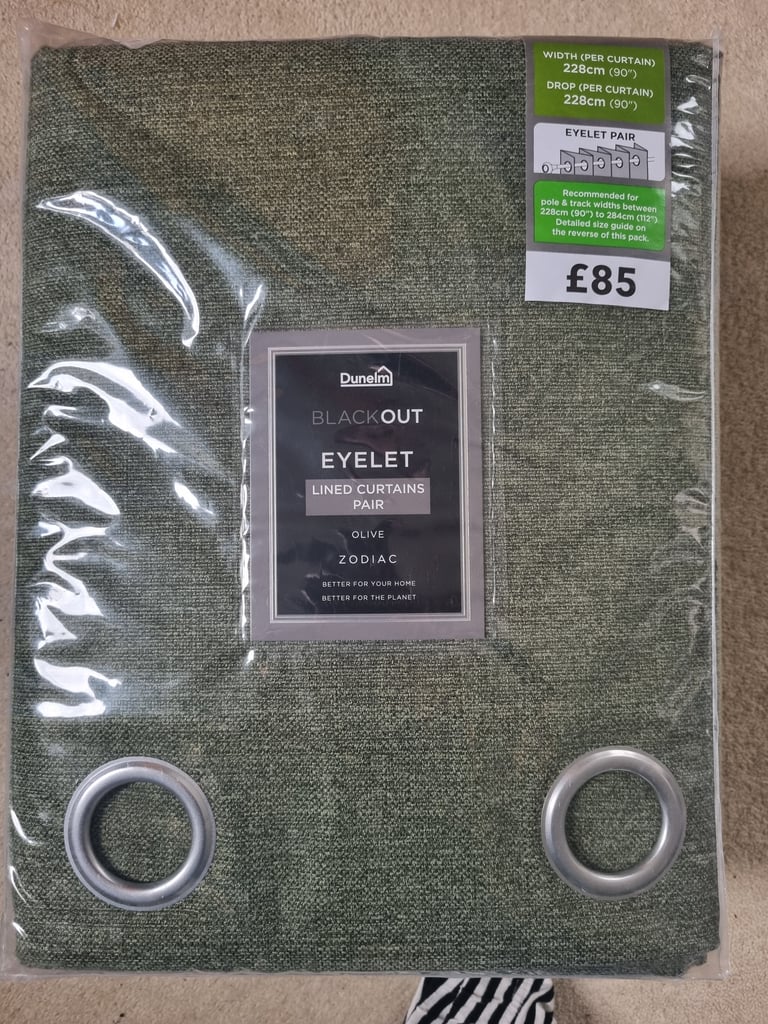 WIDTH (PER CURTAIN)
228cm (90")
DROP (PER CURTAIN)
228cm (90")
EYELET PAIR
Recommended for
pole & track widths between
228cm (90") to 284cm (112").
Detailed size guide on
the reverse of this pack.
£85
Dunelm
BLACKOUT
EYELET
LINED CURTAINS
PAIR
OLIVE
ZODIAC
BETTER FOR YOUR HOME
BETTER FOR THE PLANET